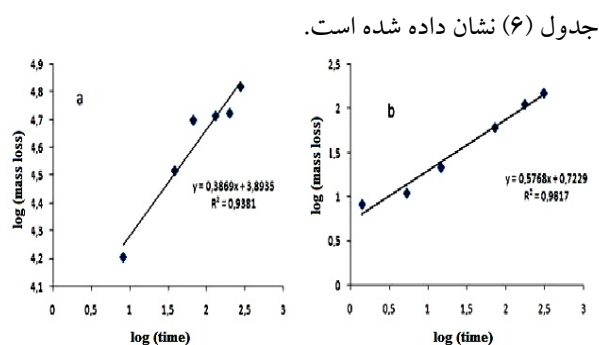 جدول (۶) نشان داده شده است.
a
log (mass loss)
4,9
4,8
4,7
4,6
4,5
4,4
4,3
4,2
4,1
y = 0,3869x + 3,8935
R² = 0,9381
0 0,5 1 1,5 2 2,5 3
log (time)
b
log (mass loss)
2,5
2
1,5
1
0,5
0
y = 0,5768x + 0,7229
R² = 0,9817
0 0,5 1 1,5 2 2,5 3
log (time)